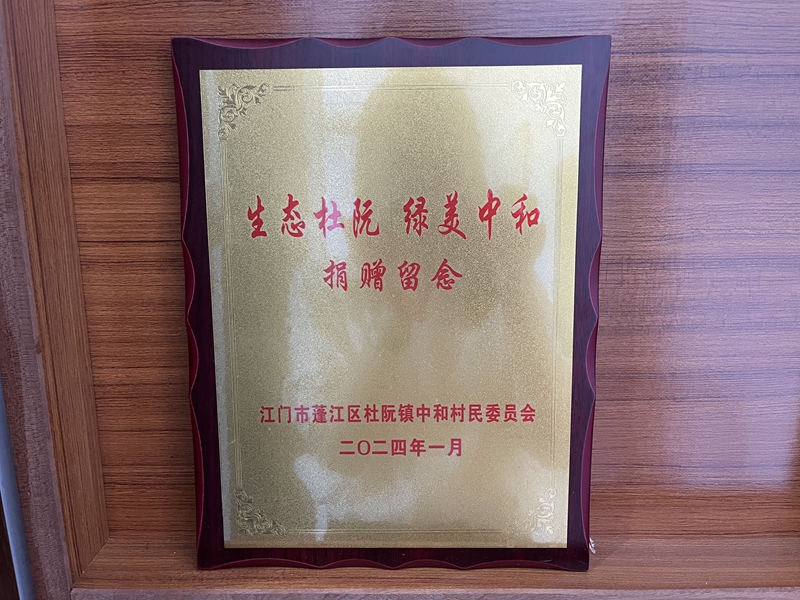 生态杜阮 绿美中和
捐赠留念
江门市蓬江区杜阮镇中和村民委员会
二〇二四年一月